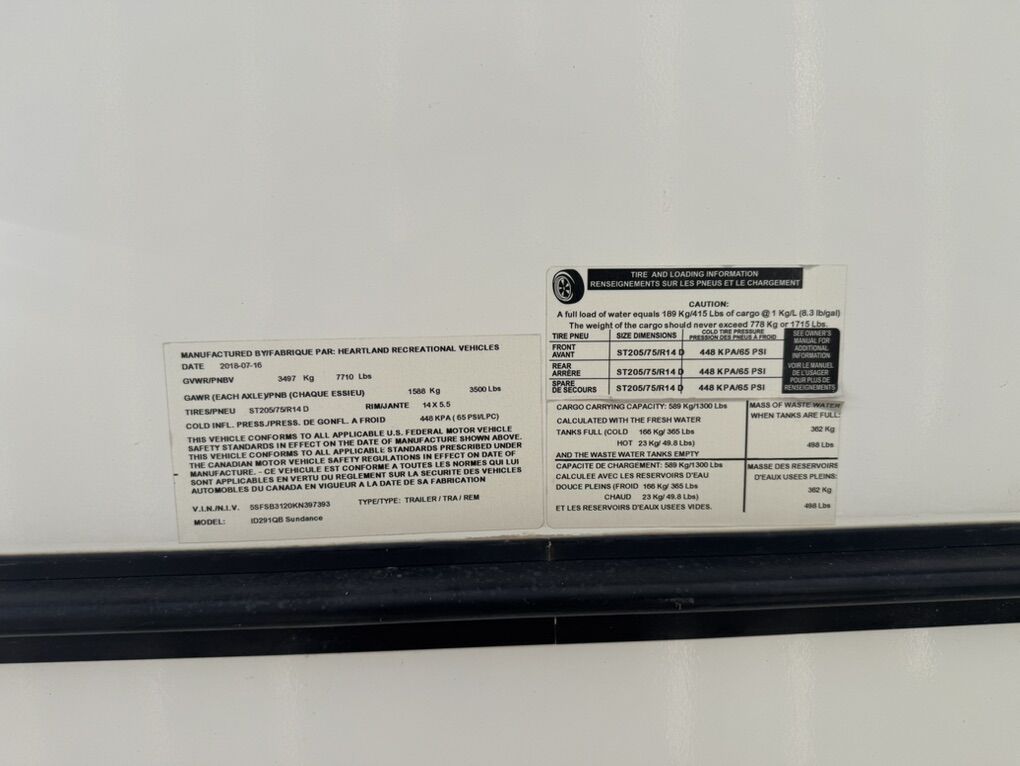 MANUFACTURED BY/FABRIQUE PAR: HEARTLAND RECREATIONAL VEHICLES
DATE 2018-07-16
GVWR/PNBV 3497 Kg 7710 Lbs
GAWR (EACH AXLE)/PNB (CHAQUE ESSIEU) 1588 Kg 3500 Lbs
TIRES/PNEU ST205/75/R14 D RIM/JANTE 14 X 5.5
COLD INFL. PRESS./PRESS. DE GONFL. A FROID 448 KPA ( 65 PSI/LPC)
THIS VEHICLE CONFORMS TO ALL APPLICABLE U.S. FEDERAL MOTOR VEHICLE
SAFETY STANDARDS IN EFFECT ON THE DATE OF MANUFACTURE SHOWN ABOVE.
THIS VEHICLE CONFORMS TO ALL APPLICABLE STANDARDS PRESCRIBED UNDER
THE CANADIAN MOTOR VEHICLE SAFETY REGULATIONS IN EFFECT ON DATE OF
MANUFACTURE. - CE VEHICULE EST CONFORME A TOUTES LES NORMES QUI LUI
SONT APPLICABLES EN VERTU DU REGLEMENT SUR LA SECURITE DES VEHICLES
AUTOMOBILES DU CANADA EN VIGUEUR A LA DATE DE SA FABRICATION
V.I.N./N.I.V. 5SFSB3120KN397393 TYPE/TYPE: TRAILER / TRA / REM
MODEL: ID291QB Sundance
TIRE AND LOADING INFORMATION
RENSEIGNEMENTS SUR LES PNEUS ET LE CHARGEMENT
CAUTION:
A full load of water equals 189 Kg/415 Lbs of cargo @ 1 Kg/L (8.3 lb/gal)
The weight of the cargo should never exceed 778 Kg or 1715 Lbs.
TIRE PNEU SIZE DIMENSIONS COLD TIRE PRESSURE
PRESSION DES PNEUS A FROID
FRONT
AVANT ST205/75/R14 D 448 KPA/65 PSI
REAR
ARRIÈRE ST205/75/R14 D 448 KPA/65 PSI
SPARE
DE SECOURS ST205/75/R14 D 448 KPA/65 PSI
SEE OWNER'S
MANUAL FOR
ADDITIONAL
INFORMATION
VOIR LE MANUEL
DE L'USAGER
POUR PLUS DE
RENSEIGNEMENTS
CARGO CARRYING CAPACITY: 589 Kg/1300 Lbs
CALCULATED WITH THE FRESH WATER
TANKS FULL (COLD 166 Kg/ 365 Lbs
HOT 23 Kg/ 49.8 Lbs)
AND THE WASTE WATER TANKS EMPTY
MASS OF WASTE WATER
WHEN TANKS ARE FULL:
362 Kg
498 Lbs
CAPACITE DE CHARGEMENT: 589 Kg/1300 Lbs
CALCULEE AVEC LES RESERVOIRS D'EAU
DOUCE PLEINS (FROID 166 Kg/ 365 Lbs
CHAUD 23 Kg/ 49.8 Lbs)
ET LES RESERVOIRS D'EAU USEES VIDES.
MASSE DES RESERVOIRS
D'EAUX USEES PLEINS:
362 Kg
498 Lbs